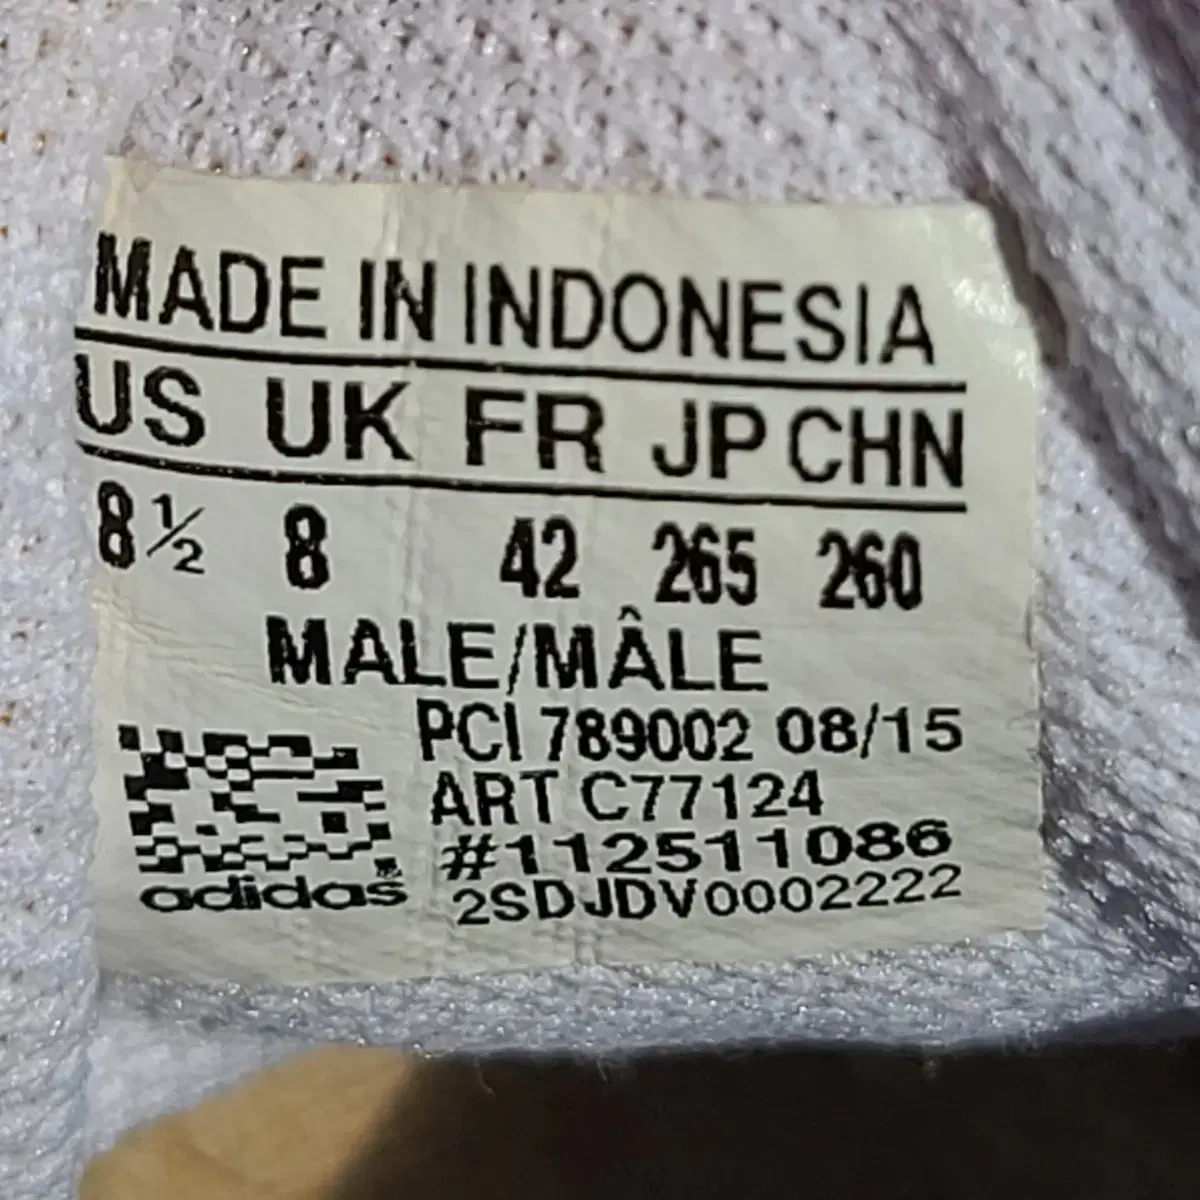 MADE IN INDONESIA
US UK FR JP CHN
8½ 8 42 265 260
MALE/MÂLE
PCI 789002 08/15
ART C77124
#112511086
2SDJDV0002222
adidas